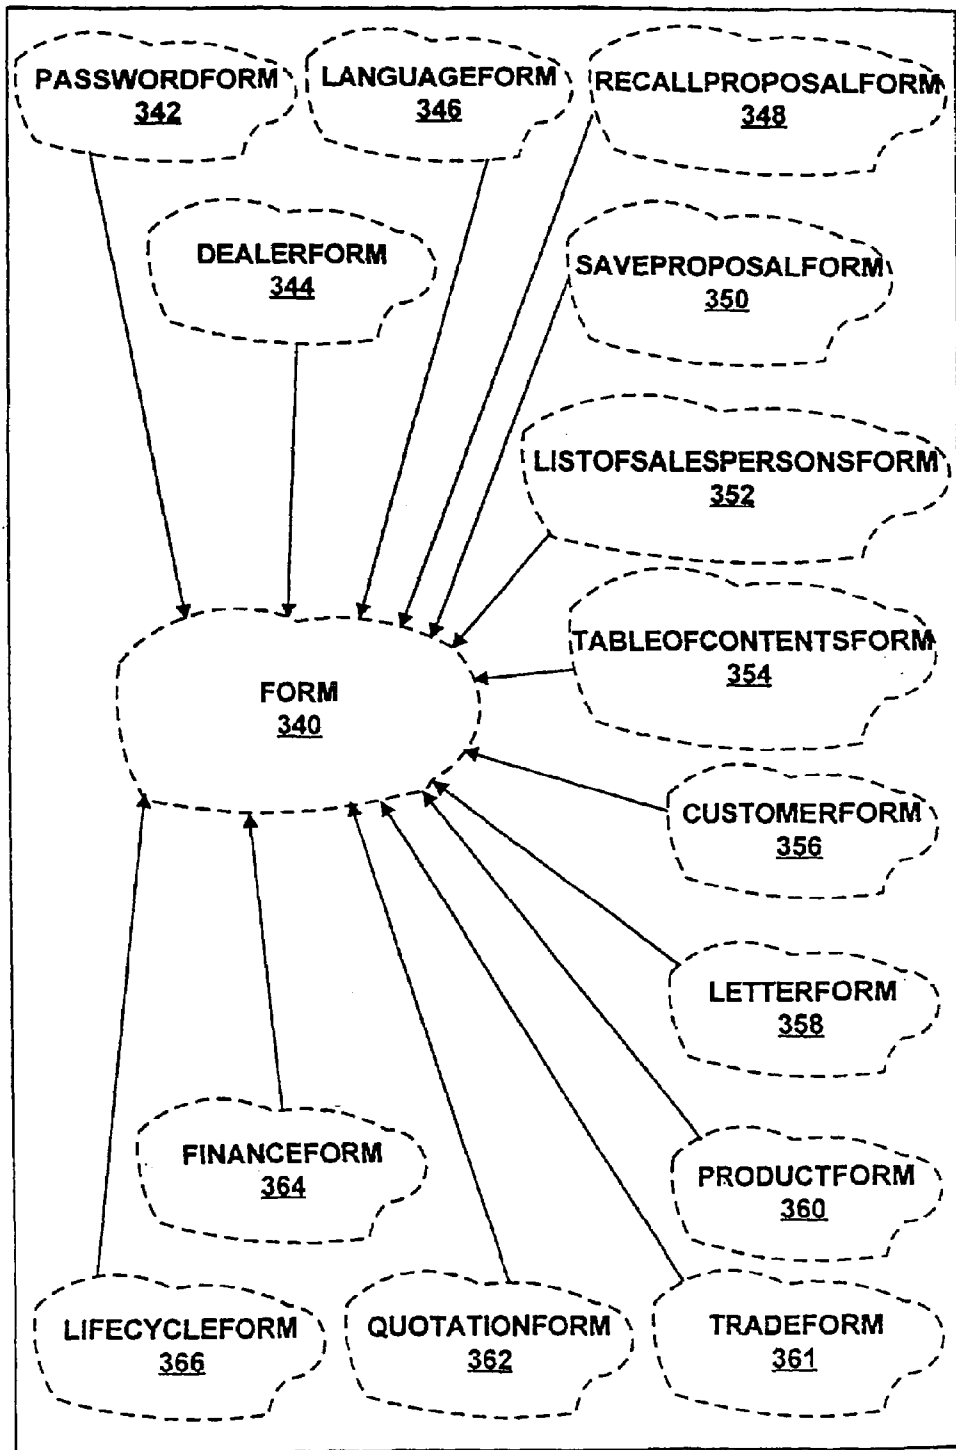 PASSWORDFORM
342
LANGUAGEFORM
346
RECALLPROPOSALFORM
348
DEALERFORM
344
SAVEPROPOSALFORM
350
LISTOFSALESPERSONSFORM
352
TABLEOFCONTENTSFORM
354
FORM
340
CUSTOMERFORM
356
LETTERFORM
358
FINANCEFORM
364
PRODUCTFORM
360
LIFECYCLEFORM
366
QUOTATIONFORM
362
TRADEFORM
361